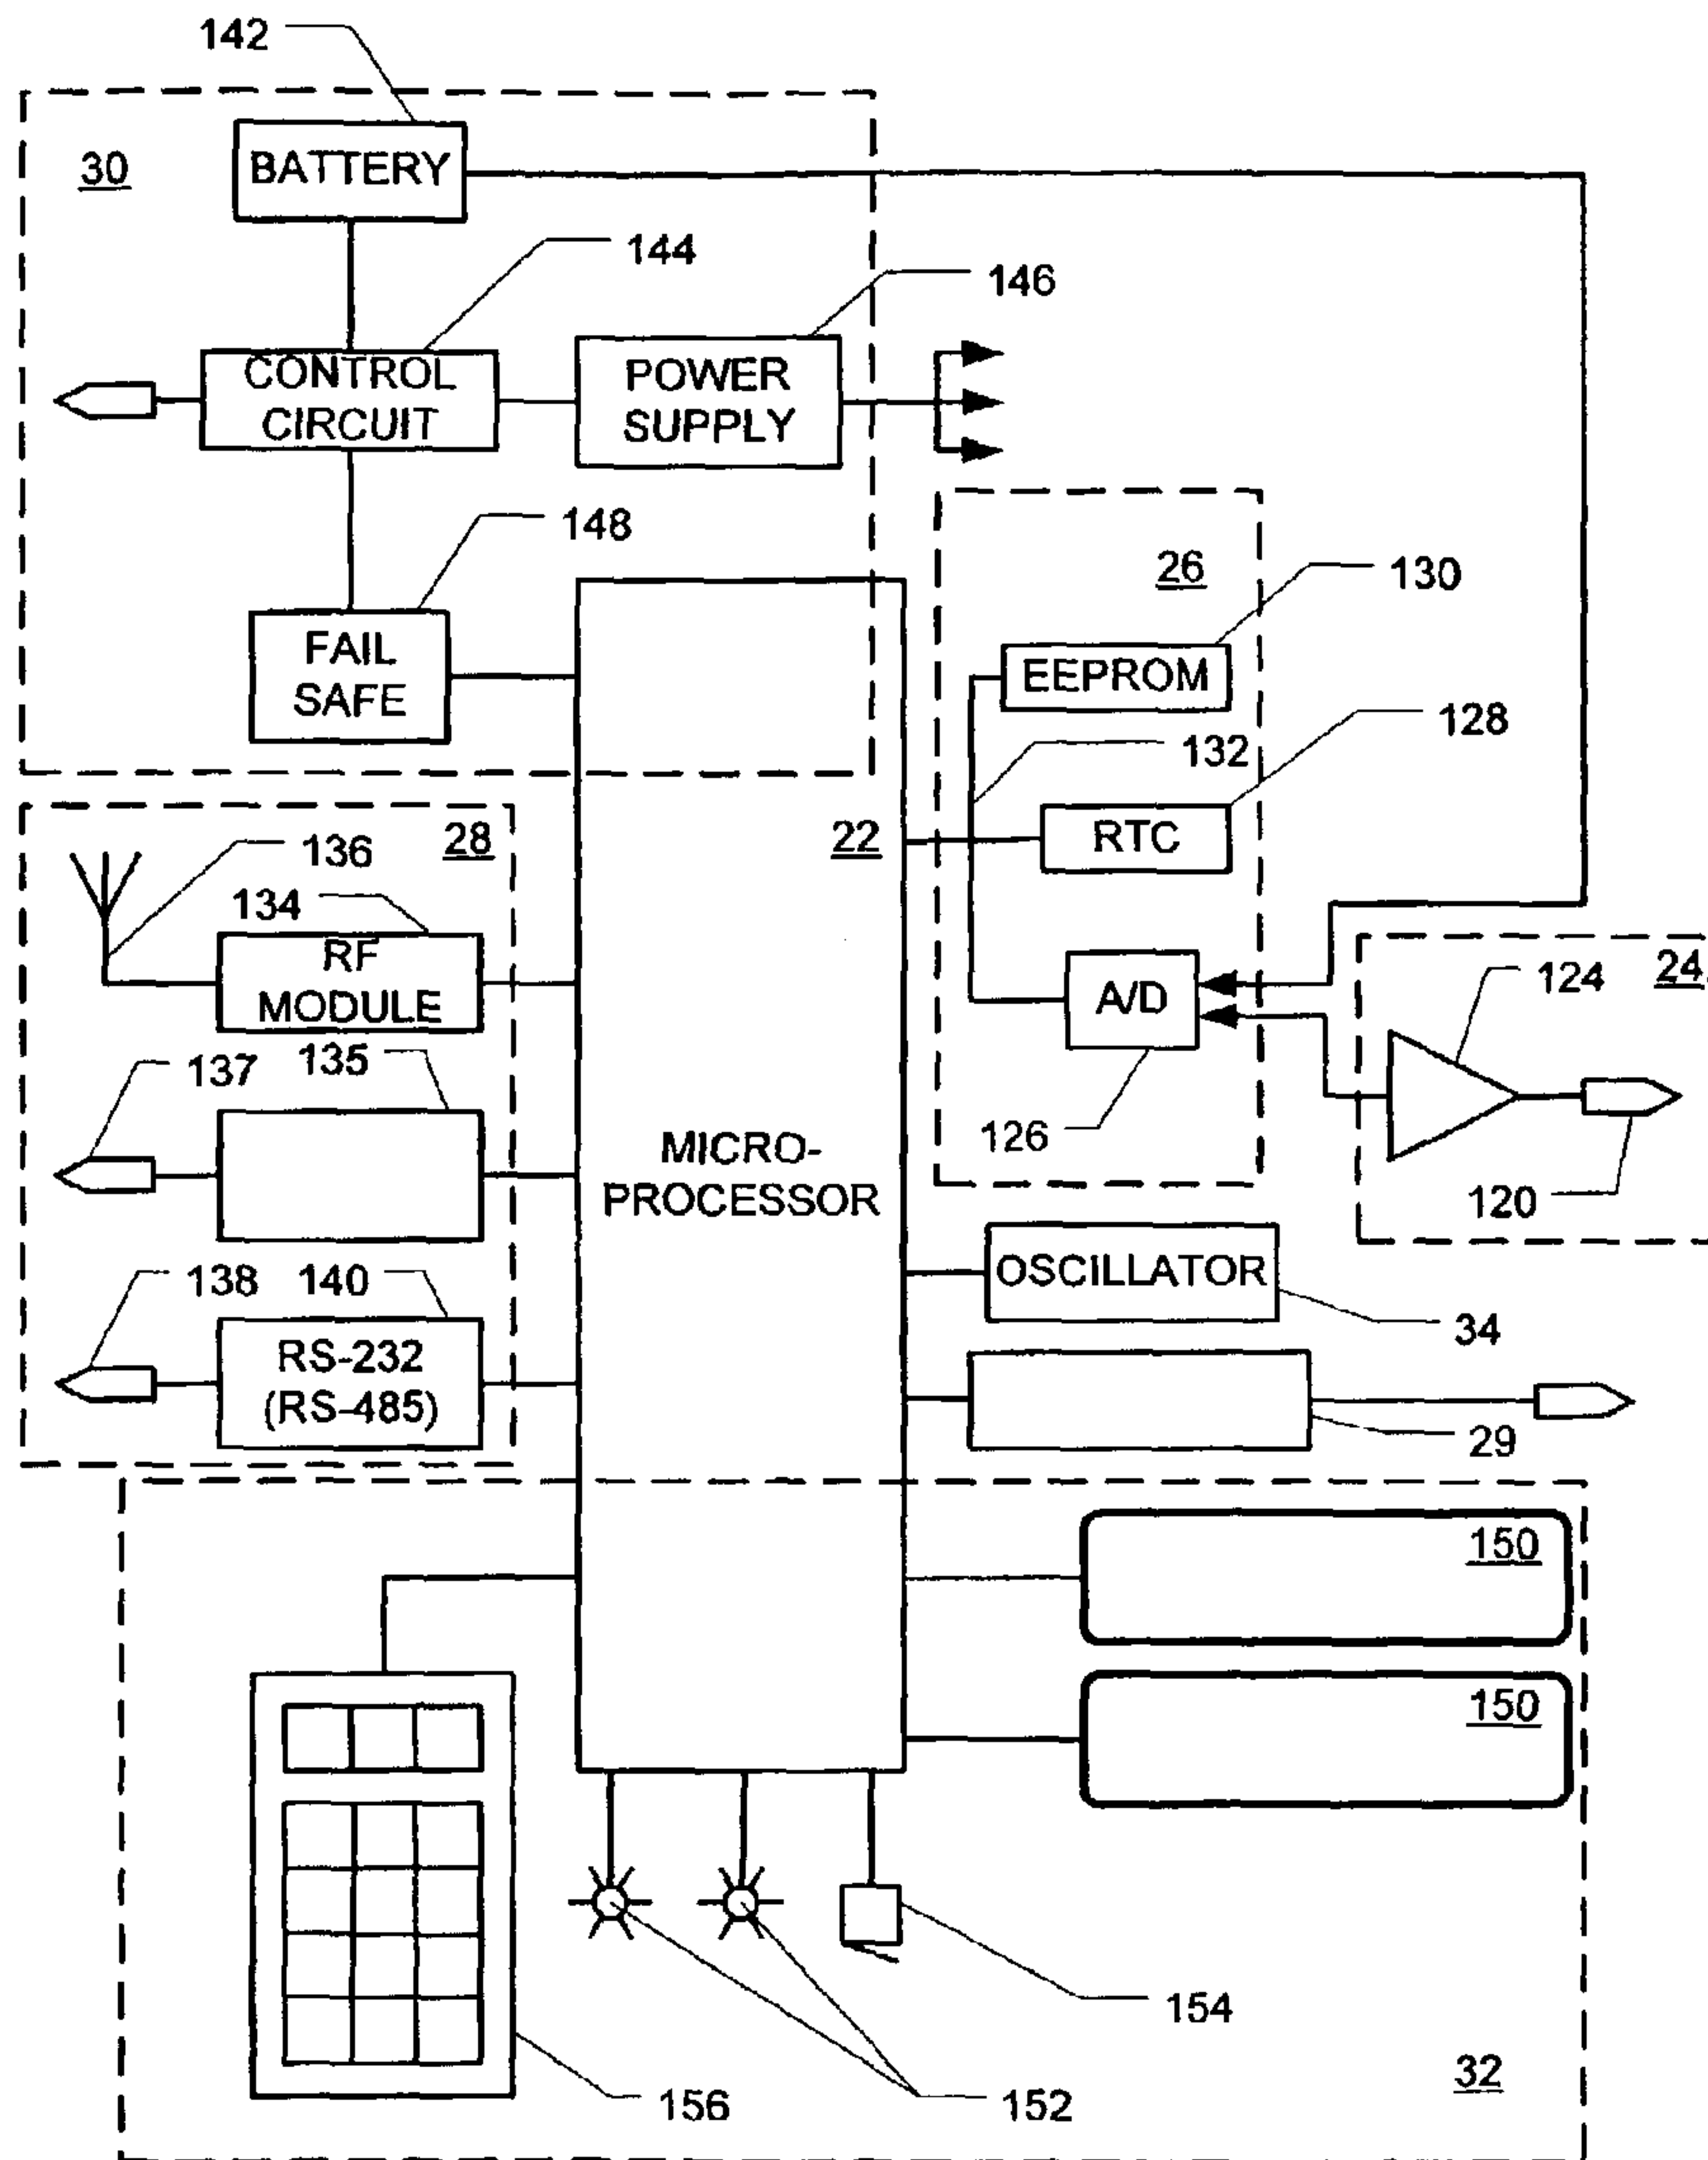 142
30
BATTERY
144
146
CONTROL
CIRCUIT
POWER
SUPPLY
148
26
130
FAIL
SAFE
EEPROM
128
132
22
RTC
28
136
134
RF
MODULE
24
124
A/D
137
135
126
MICRO-
PROCESSOR
120
138
140
OSCILLATOR
34
RS-232
(RS-485)
29
150
150
154
32
156
152